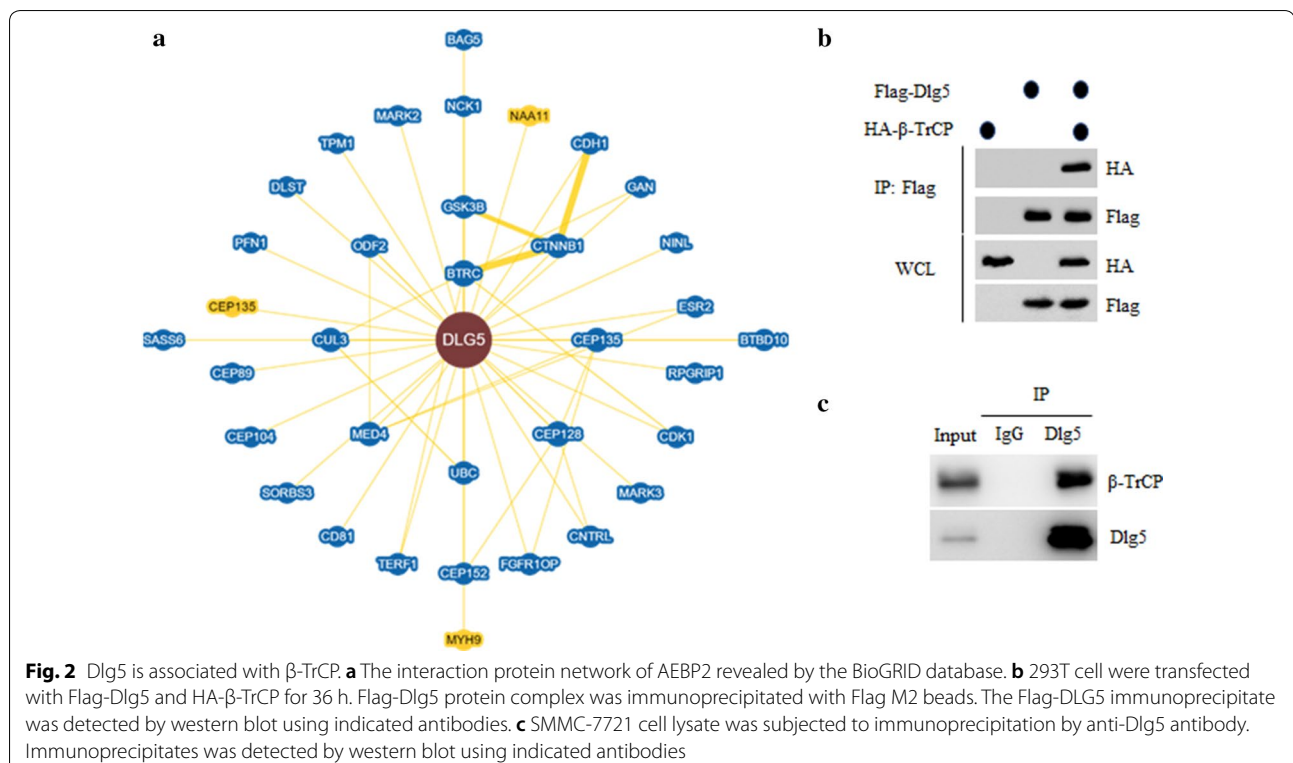 a
BAG5
MARK2
NCK1
NAA11
TPM1
CDH1
DLST
GSK3B
GAN
PFN1
ODF2
CTNNB1
NINL
BTRC
CEP135
ESR2
SASS6
CUL3
DLG5
CEP135
BTBD10
CEP89
RPGRIP1
CEP104
MED4
CEP128
CDK1
SORBS3
UBC
MARK3
CD81
CNTRL
TERF1
CEP152
FGFR1OP
MYH9
b
Flag-Dlg5
HA-β-TrCP
IP: Flag
HA
Flag
WCL
HA
Flag
c
IP
Input IgG Dlg5
β-TrCP
Dlg5
Fig. 2 Dlg5 is associated with β-TrCP. a The interaction protein network of AEBP2 revealed by the BioGRID database. b 293T cell were transfected
with Flag-Dlg5 and HA-β-TrCP for 36 h. Flag-Dlg5 protein complex was immunoprecipitated with Flag M2 beads. The Flag-DLG5 immunoprecipitate
was detected by western blot using indicated antibodies. c SMMC-7721 cell lysate was subjected to immunoprecipitation by anti-Dlg5 antibody.
Immunoprecipitates was detected by western blot using indicated antibodies